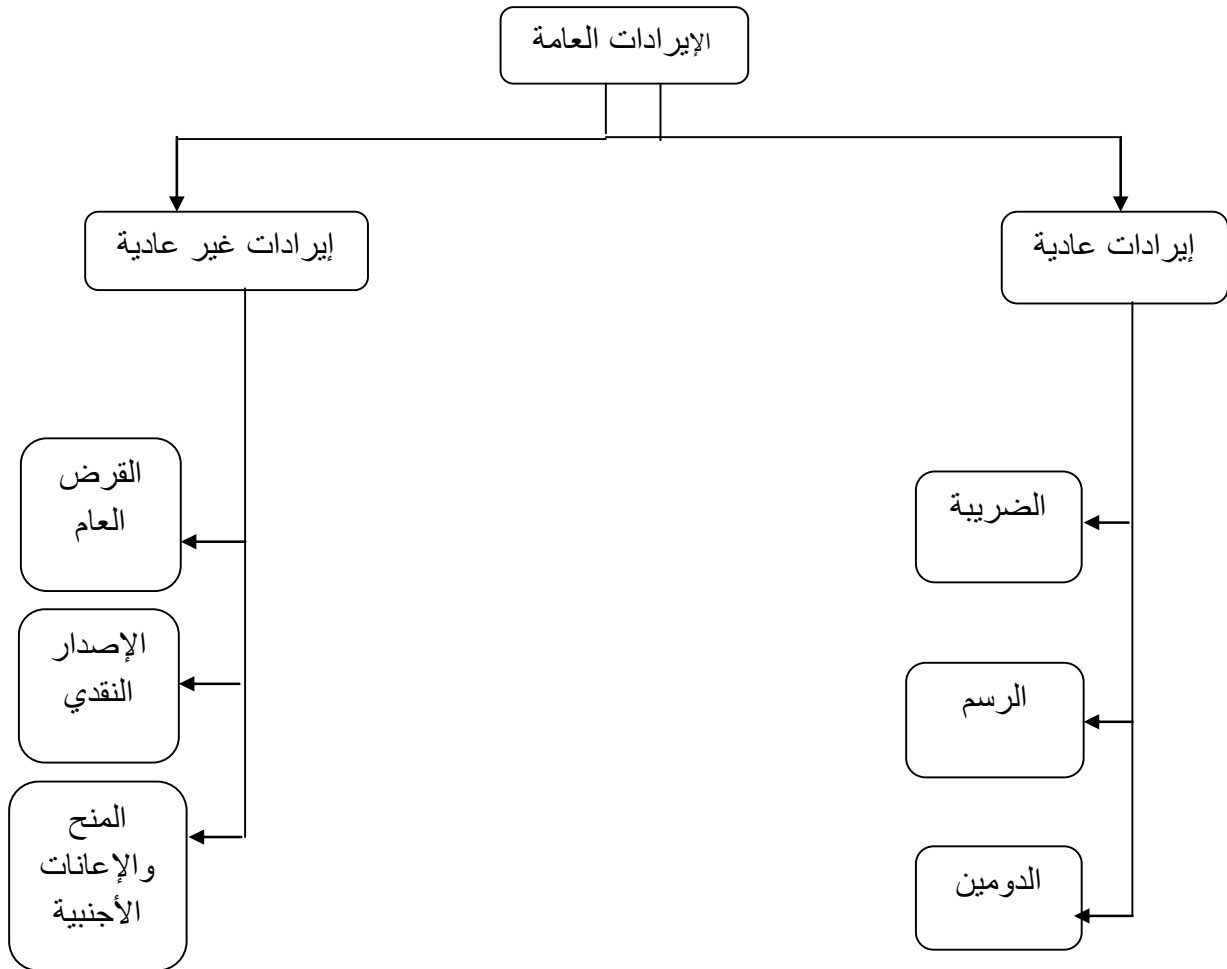 الإيرادات العامة
إيرادات عادية
إيرادات غير عادية
الضريبة
الرسم
الدومين
القرض
العام
الإصدار
النقدي
المنح
والإعانات
الأجنبية